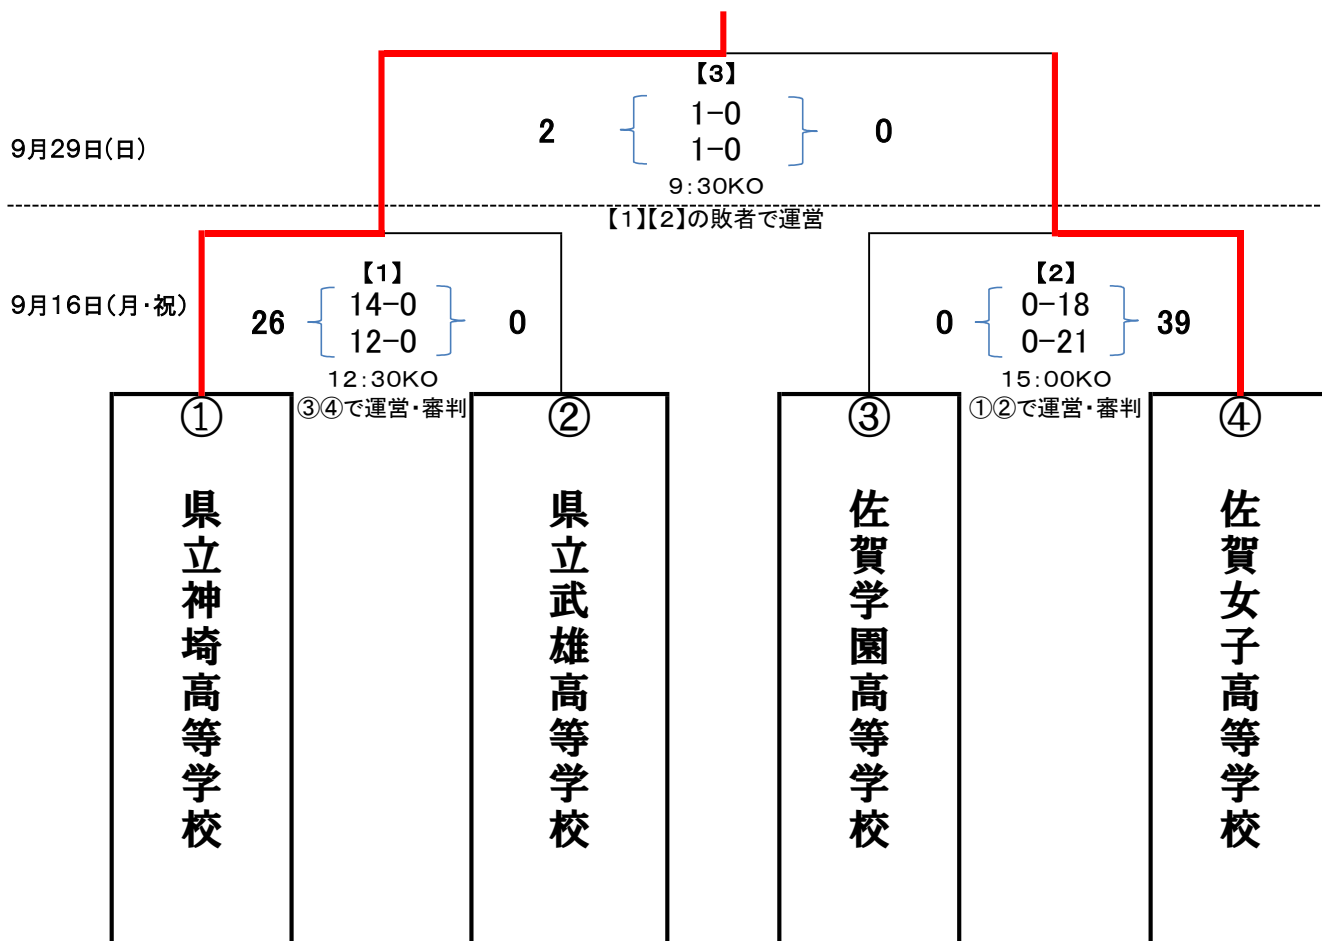 【3】
1-0
1-0
2
0
9月29日(日)
9:30KO
【1】【2】の敗者で運営
9月16日(月・祝)
【1】
14-0
12-0
26
0
12:30KO
③④で運営・審判
【2】
0-18
0-21
0
39
15:00KO
①②で運営・審判
①
県立神埼高等学校
②
県立武雄高等学校
③
佐賀学園高等学校
④
佐賀女子高等学校